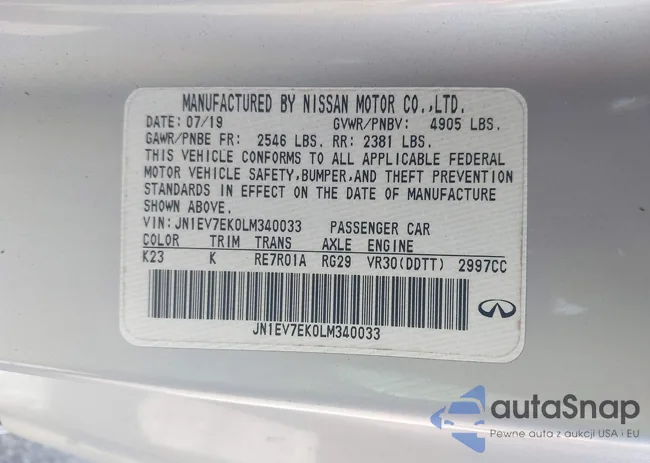 MANUFACTURED BY NISSAN MOTOR CO.,LTD.
DATE: 07/19 GVWR/PNBV: 4905 LBS.
GAWR/PNBE FR: 2546 LBS. RR: 2381 LBS.
THIS VEHICLE CONFORMS TO ALL APPLICABLE FEDERAL
MOTOR VEHICLE SAFETY,BUMPER,AND THEFT PREVENTION
STANDARDS IN EFFECT ON THE DATE OF MANUFACTURE
SHOWN ABOVE.
VIN:JN1EV7EK0LM340033 PASSENGER CAR
COLOR TRIM TRANS AXLE ENGINE
K23 K RE7R01A RG29 VR30(DDTT) 2997CC
JN1EV7EK0LM340033
autoSnap
Pewne auta z aukcji USA i EU